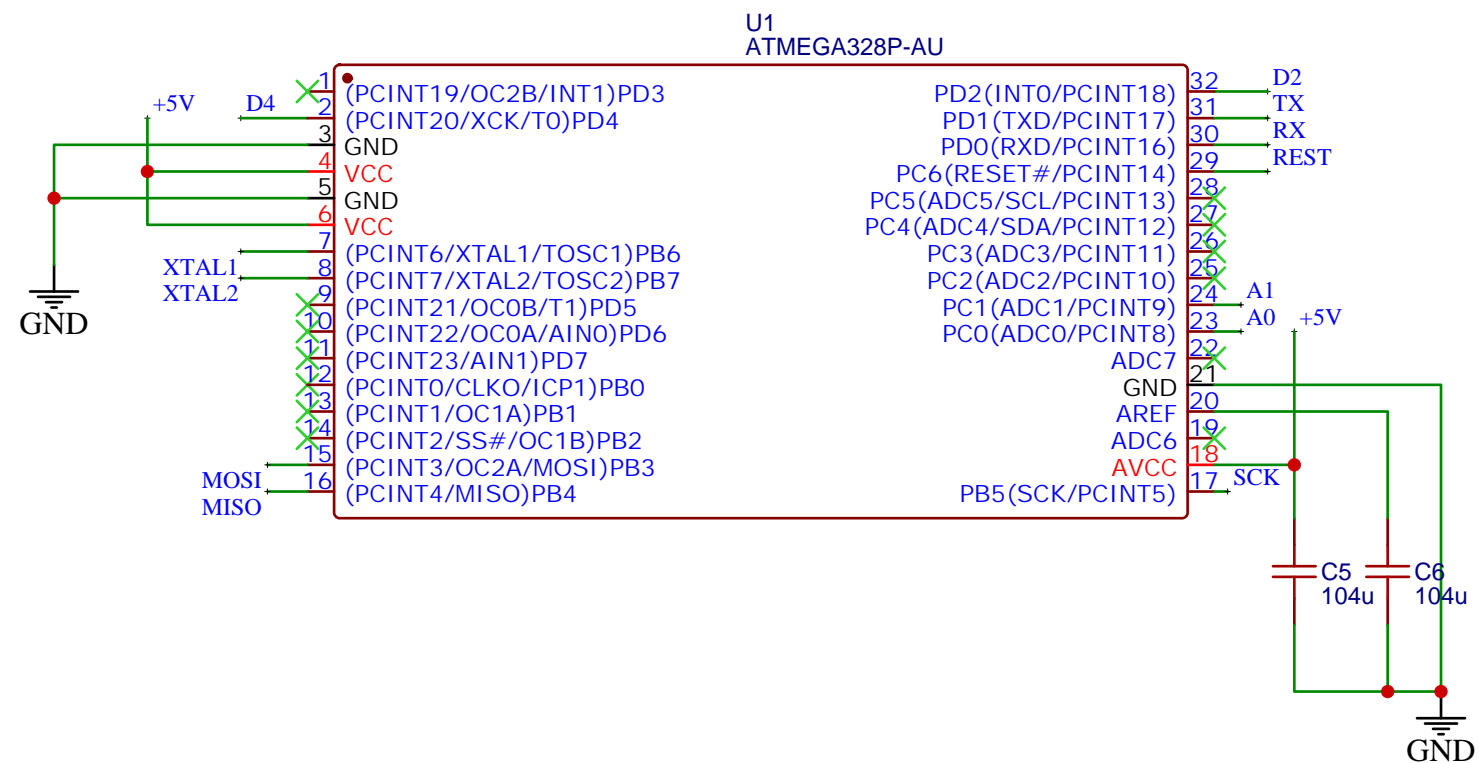 U1
ATMEGA328P-AU
1
(PCINT19/OC2B/INT1)PD3
+5V
D4
2
(PCINT20/XCK/T0)PD4
3
GND
4
VCC
5
GND
6
VCC
7
(PCINT6/XTAL1/TOSC1)PB6
XTAL1
8
(PCINT7/XTAL2/TOSC2)PB7
XTAL2
9
(PCINT21/OC0B/T1)PD5
GND
10
(PCINT22/OC0A/AIN0)PD6
11
(PCINT23/AIN1)PD7
12
(PCINT0/CLKO/ICP1)PB0
13
(PCINT1/OC1A)PB1
14
(PCINT2/SS#/OC1B)PB2
15
(PCINT3/OC2A/MOSI)PB3
MOSI
16
(PCINT4/MISO)PB4
MISO
PD2(INT0/PCINT18)
32
D2
PD1(TXD/PCINT17)
31
TX
PD0(RXD/PCINT16)
30
RX
PC6(RESET#/PCINT14)
29
REST
PC5(ADC5/SCL/PCINT13)
28
PC4(ADC4/SDA/PCINT12)
27
PC3(ADC3/PCINT11)
26
PC2(ADC2/PCINT10)
25
PC1(ADC1/PCINT9)
24
A1
PC0(ADC0/PCINT8)
23
A0
+5V
ADC7
22
GND
21
AREF
20
ADC6
19
AVCC
18
PB5(SCK/PCINT5)
17
SCK
C5
104u
C6
104u
GND